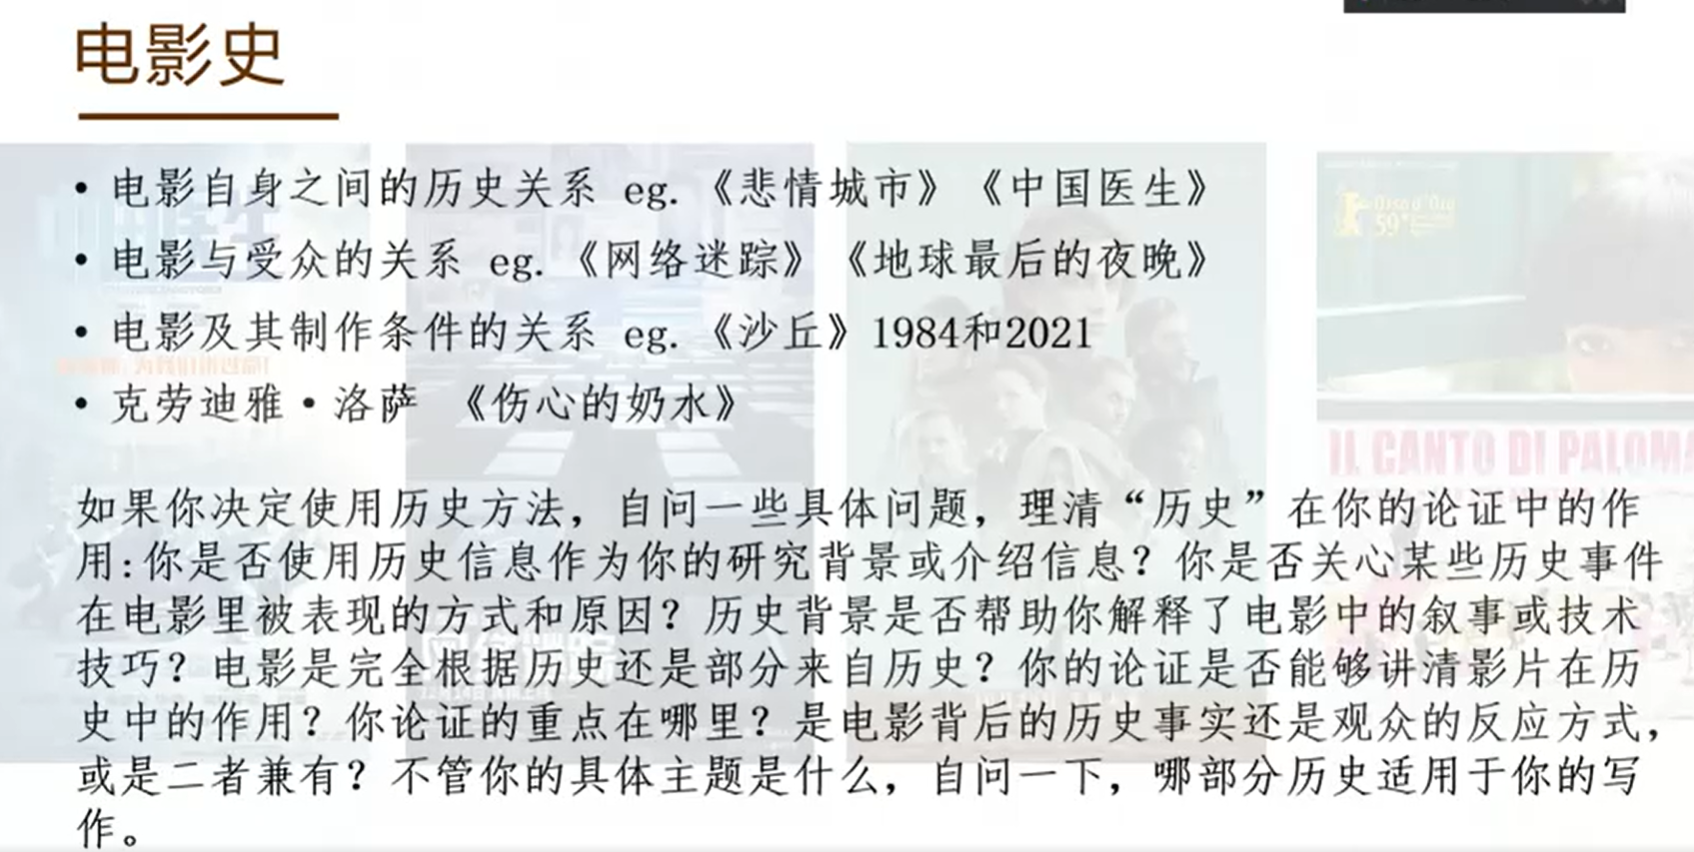 电影史
• 电影自身之间的历史关系 eg. 《悲情城市》《中国医生》
• 电影与受众的关系 eg. 《网络迷踪》《地球最后的夜晚》
• 电影及其制作条件的关系 eg. 《沙丘》1984和2021
• 克劳迪雅•洛萨 《伤心的奶水》
如果你决定使用历史方法，自问一些具体问题，理清“历史”在你的论证中的作
用:你是否使用历史信息作为你的研究背景或介绍信息？你是否关心某些历史事件
在电影里被表现的方式和原因？历史背景是否帮助你解释了电影中的叙事或技术
技巧？电影是完全根据历史还是部分来自历史？你的论证是否能够讲清影片在历
史中的作用？你论证的重点在哪里？是电影背后的历史事实还是观众的反应方式，
或是二者兼有？不管你的具体主题是什么，自问一下，哪部分历史适用于你的写
作。
Orso d'Oro
59°
IL CANTO DI PALOMA
网络迷踪